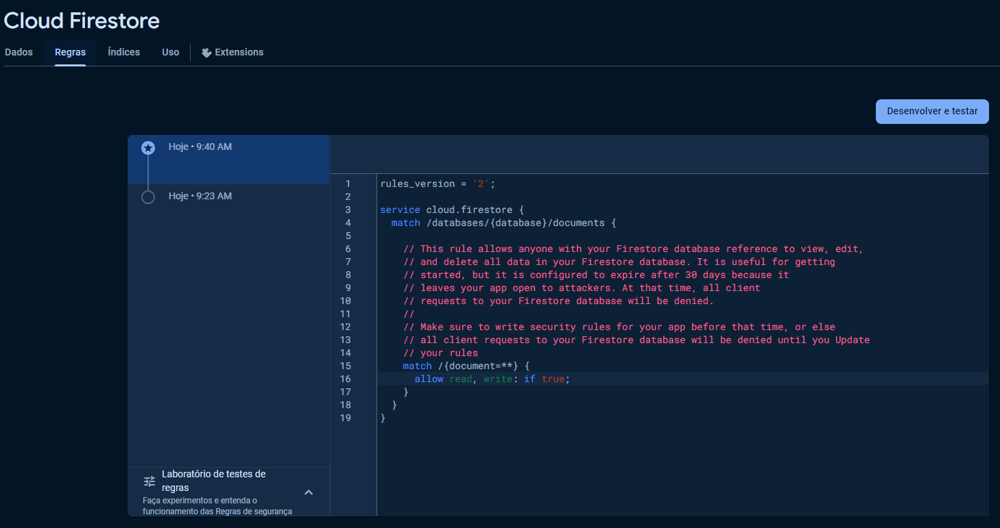 Cloud Firestore
Dados Regras Índices Uso Extensions
Desenvolver e testar
Hoje • 9:40 AM
Hoje • 9:23 AM
1 rules_version = '2';
2
3 service cloud.firestore {
4 match /databases/{database}/documents {
5
6 // This rule allows anyone with your Firestore database reference to view, edit,
7 // and delete all data in your Firestore database. It is useful for getting
8 // started, but it is configured to expire after 30 days because it
9 // leaves your app open to attackers. At that time, all client
10 // requests to your Firestore database will be denied.
11 //
12 // Make sure to write security rules for your app before that time, or else
13 // all client requests to your Firestore database will be denied until you Update
14 // your rules
15 match /{document=**} {
16 allow read, write: if true;
17 }
18 }
19 }
Laboratório de testes de
regras
Faça experimentos e entenda o
funcionamento das Regras de segurança